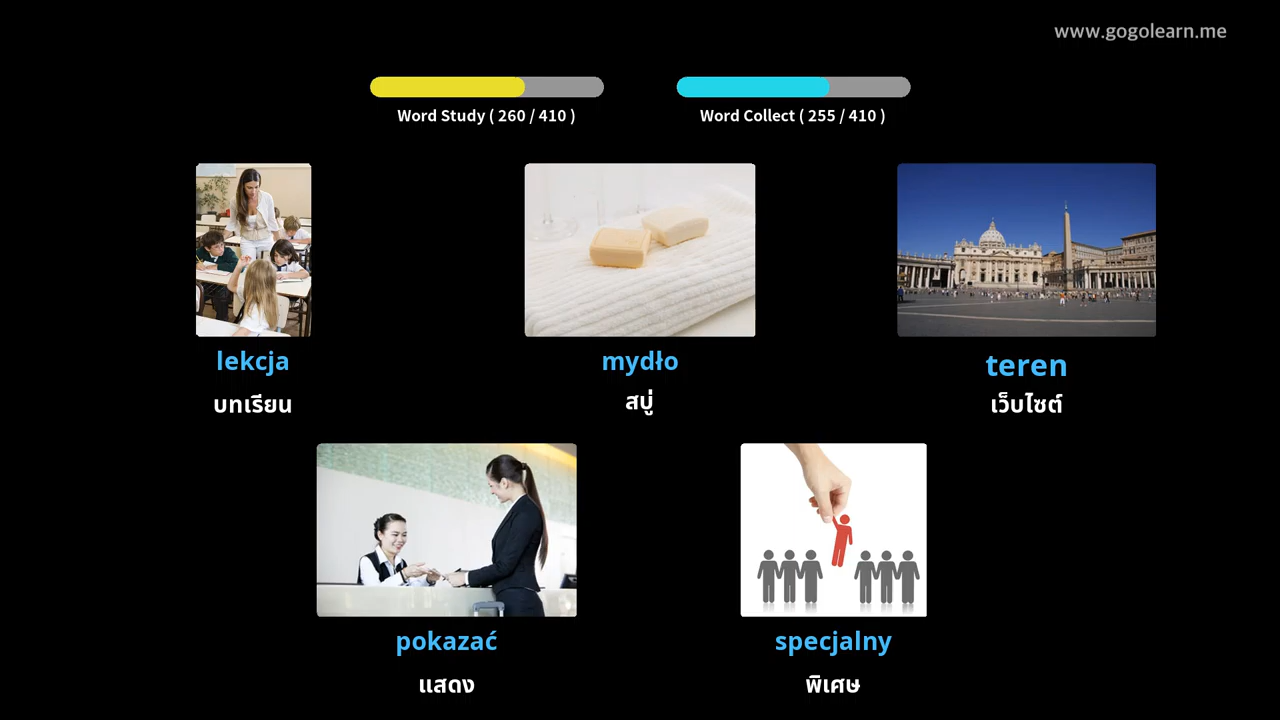 www.gogolearn.me
Word Study ( 260 / 410 )
Word Collect ( 255 / 410 )
lekcja
บทเรียน
mydło
สบู่
teren
เว็บไซต์
pokazać
แสดง
specjalny
พิเศษ